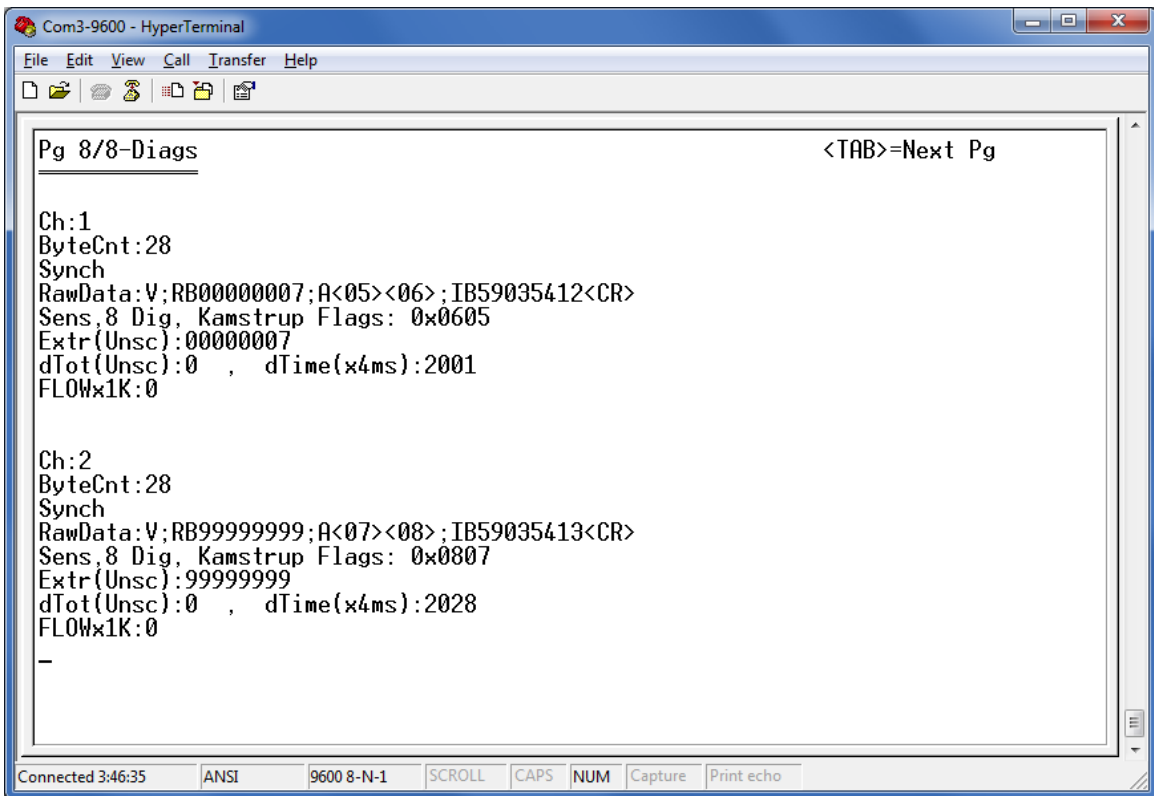 Com3-9600 - HyperTerminal
File Edit View Call Transfer Help
Pg 8/8-Diags <TAB>=Next Pg
Ch:1
ByteCnt:28
Synch
RawData:V;RB00000007;A<05><06>;IB59035412<CR>
Sens,8 Dig, Kamstrup Flags: 0x0605
Extr(Unsc):00000007
dTot(Unsc):0 , dTime(x4ms):2001
FLOWx1K:0
Ch:2
ByteCnt:28
Synch
RawData:V;RB99999999;A<07><08>;IB59035413<CR>
Sens,8 Dig, Kamstrup Flags: 0x0807
Extr(Unsc):99999999
dTot(Unsc):0 , dTime(x4ms):2028
FLOWx1K:0
Connected 3:46:35 ANSI 9600 8-N-1 SCROLL CAPS NUM Capture Print echo